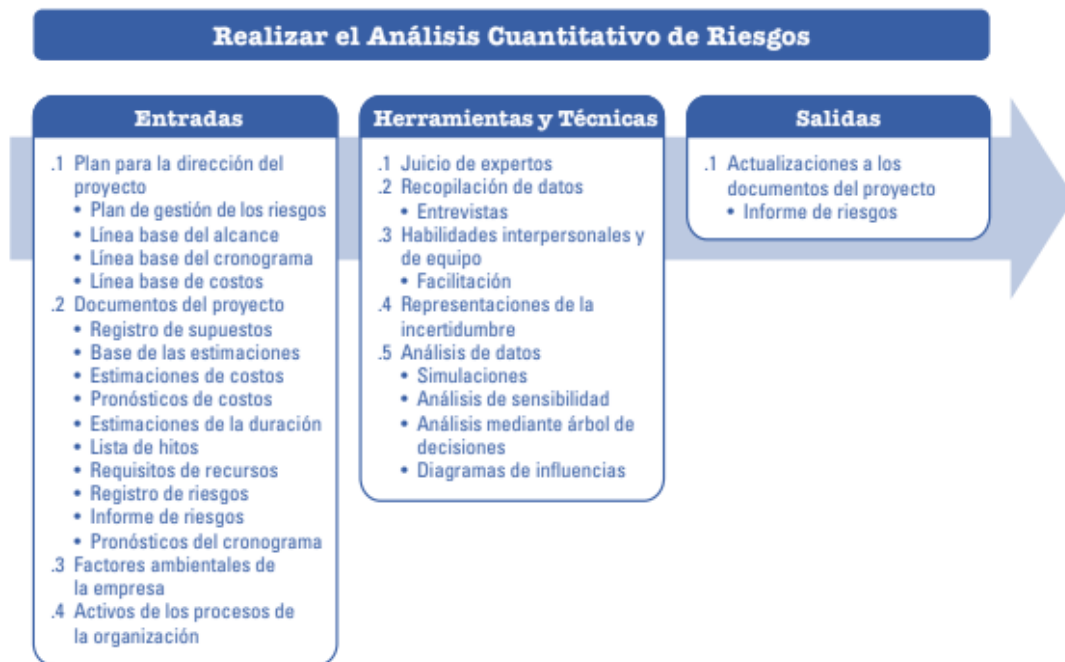 Realizar el Análisis Cuantitativo de Riesgos
Entradas
.1 Plan para la dirección del
proyecto
• Plan de gestión de los riesgos
• Línea base del alcance
• Línea base del cronograma
• Línea base de costos
.2 Documentos del proyecto
• Registro de supuestos
• Base de las estimaciones
• Estimaciones de costos
• Pronósticos de costos
• Estimaciones de la duración
• Lista de hitos
• Requisitos de recursos
• Registro de riesgos
• Informe de riesgos
• Pronósticos del cronograma
.3 Factores ambientales de
la empresa
.4 Activos de los procesos de
la organización
Herramientas y Técnicas
.1 Juicio de expertos
.2 Recopilación de datos
• Entrevistas
.3 Habilidades interpersonales y
de equipo
• Facilitación
.4 Representaciones de la
incertidumbre
.5 Análisis de datos
• Simulaciones
• Análisis de sensibilidad
• Análisis mediante árbol de
decisiones
• Diagramas de influencias
Salidas
.1 Actualizaciones a los
documentos del proyecto
• Informe de riesgos